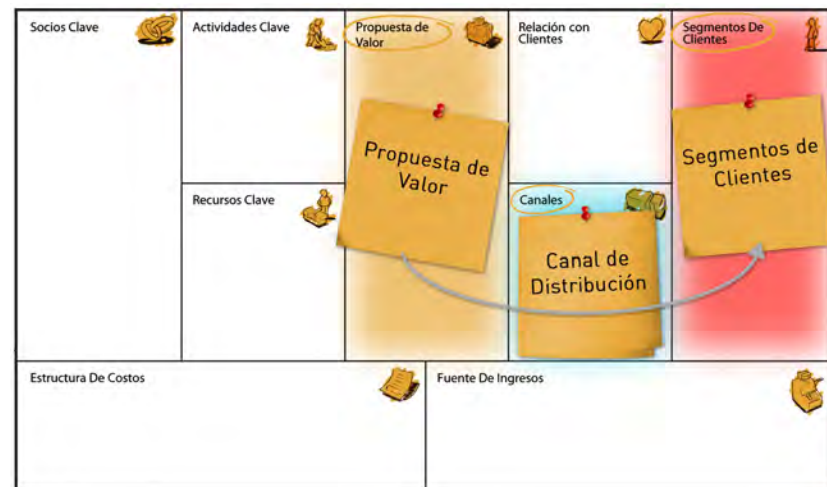 Socios Clave
Actividades Clave
Propuesta de
Valor
Relación con
Clientes
Segmentos De
Clientes
Propuesta de
Valor
Segmentos de
Clientes
Recursos Clave
Canales
Canal de
Distribución
Estructura De Costos
Fuente De Ingresos